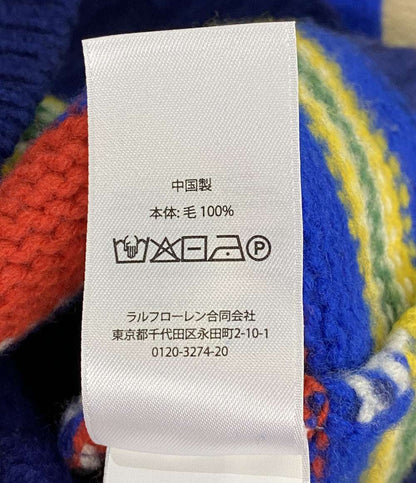 中国製
本体: 毛 100%
P
ラルフローレン合同会社
東京都千代田区永田町2-10-1
0120-3274-20